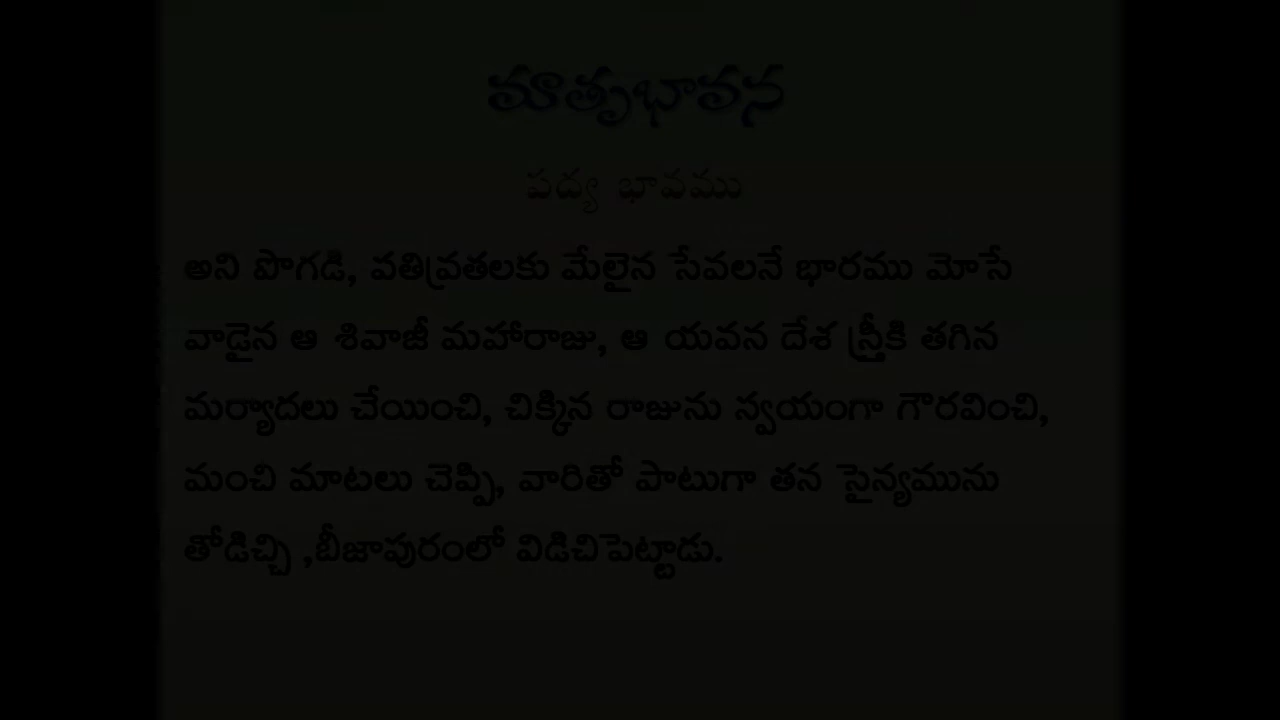 మాతృభావన
పద్య భావము
అని పొగడి, పతివ్రతలకు మేలైన సేవలనే భారము మోసే
వాడైన ఆ శివాజీ మహారాజు, ఆ యవన దేశ స్త్రీకి తగిన
మర్యాదలు చేయించి, చిక్కిన రాజును స్వయంగా గౌరవించి,
మంచి మాటలు చెప్పి, వారితో పాటుగా తన సైన్యమును
తోడిచ్చి ,బీజాపురంలో విడిచిపెట్టాడు.